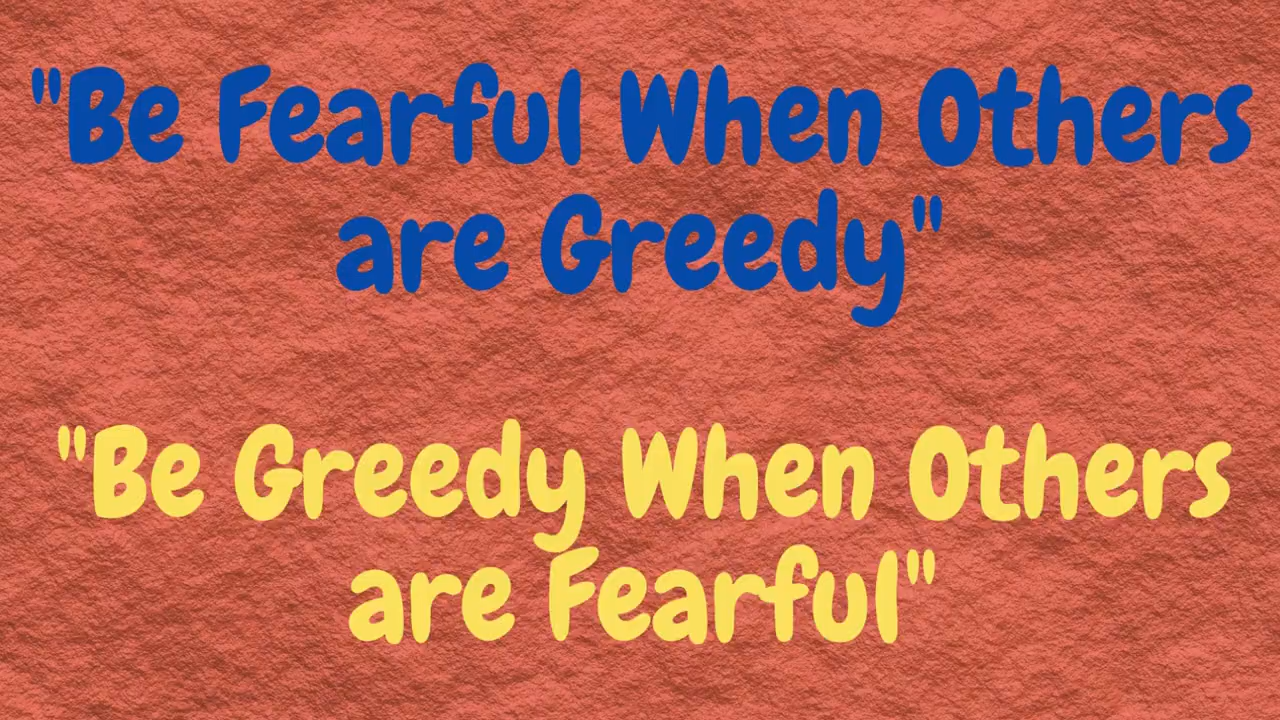 "Be Fearful When Others
are Greedy"
"Be Greedy When Others
are Fearful"